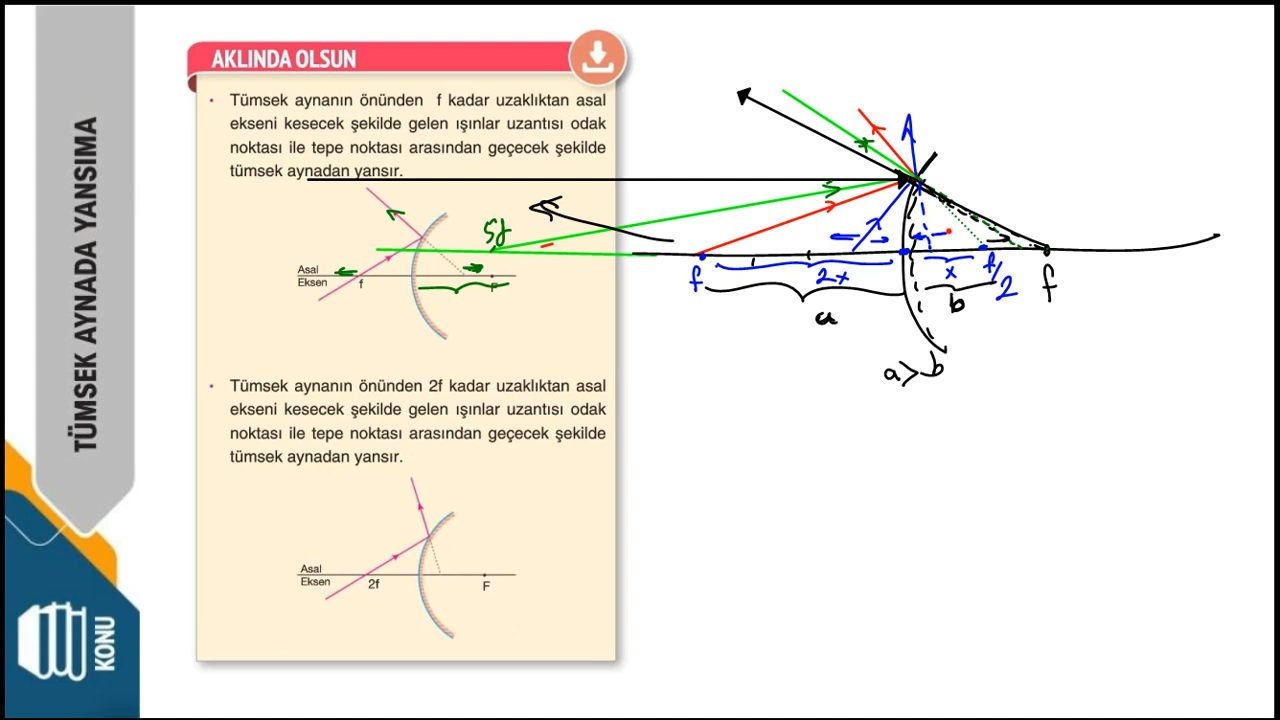 TÜMSEK AYNADA YANSIMA
KONU
AKLINDA OLSUN
• Tümsek aynanın önünden f kadar uzaklıktan asal
ekseni kesecek şekilde gelen ışınlar uzantısı odak
noktası ile tepe noktası arasından geçecek şekilde
tümsek aynadan yansır.
Asal
Eksen
f
F
• Tümsek aynanın önünden 2f kadar uzaklıktan asal
ekseni kesecek şekilde gelen ışınlar uzantısı odak
noktası ile tepe noktası arasından geçecek şekilde
tümsek aynadan yansır.
Asal
Eksen
2f
F
5f
f
2x
x
f/2
f
a
b
a>b